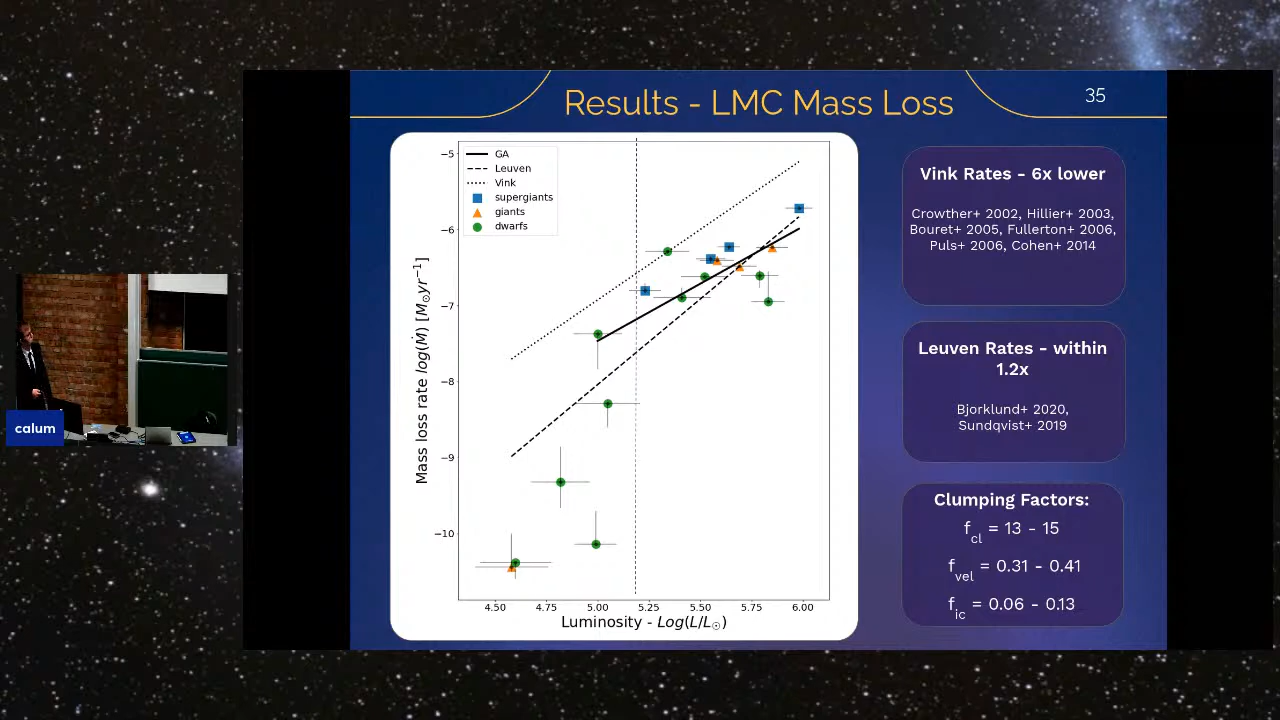 Results - LMC Mass Loss
35
GA
Leuven
Vink
supergiants
giants
dwarfs
−5
−6
−7
−8
−9
−10
Mass loss rate log(Ṁ) [M☉yr⁻¹]
4.50 4.75 5.00 5.25 5.50 5.75 6.00
Luminosity - Log(L/L☉)
Vink Rates - 6x lower
Crowther+ 2002, Hillier+ 2003,
Bouret+ 2005, Fullerton+ 2006,
Puls+ 2006, Cohen+ 2014
Leuven Rates - within
1.2x
Bjorklund+ 2020,
Sundqvist+ 2019
Clumping Factors:
f_cl = 13 - 15
f_vel = 0.31 - 0.41
f_ic = 0.06 - 0.13
calum